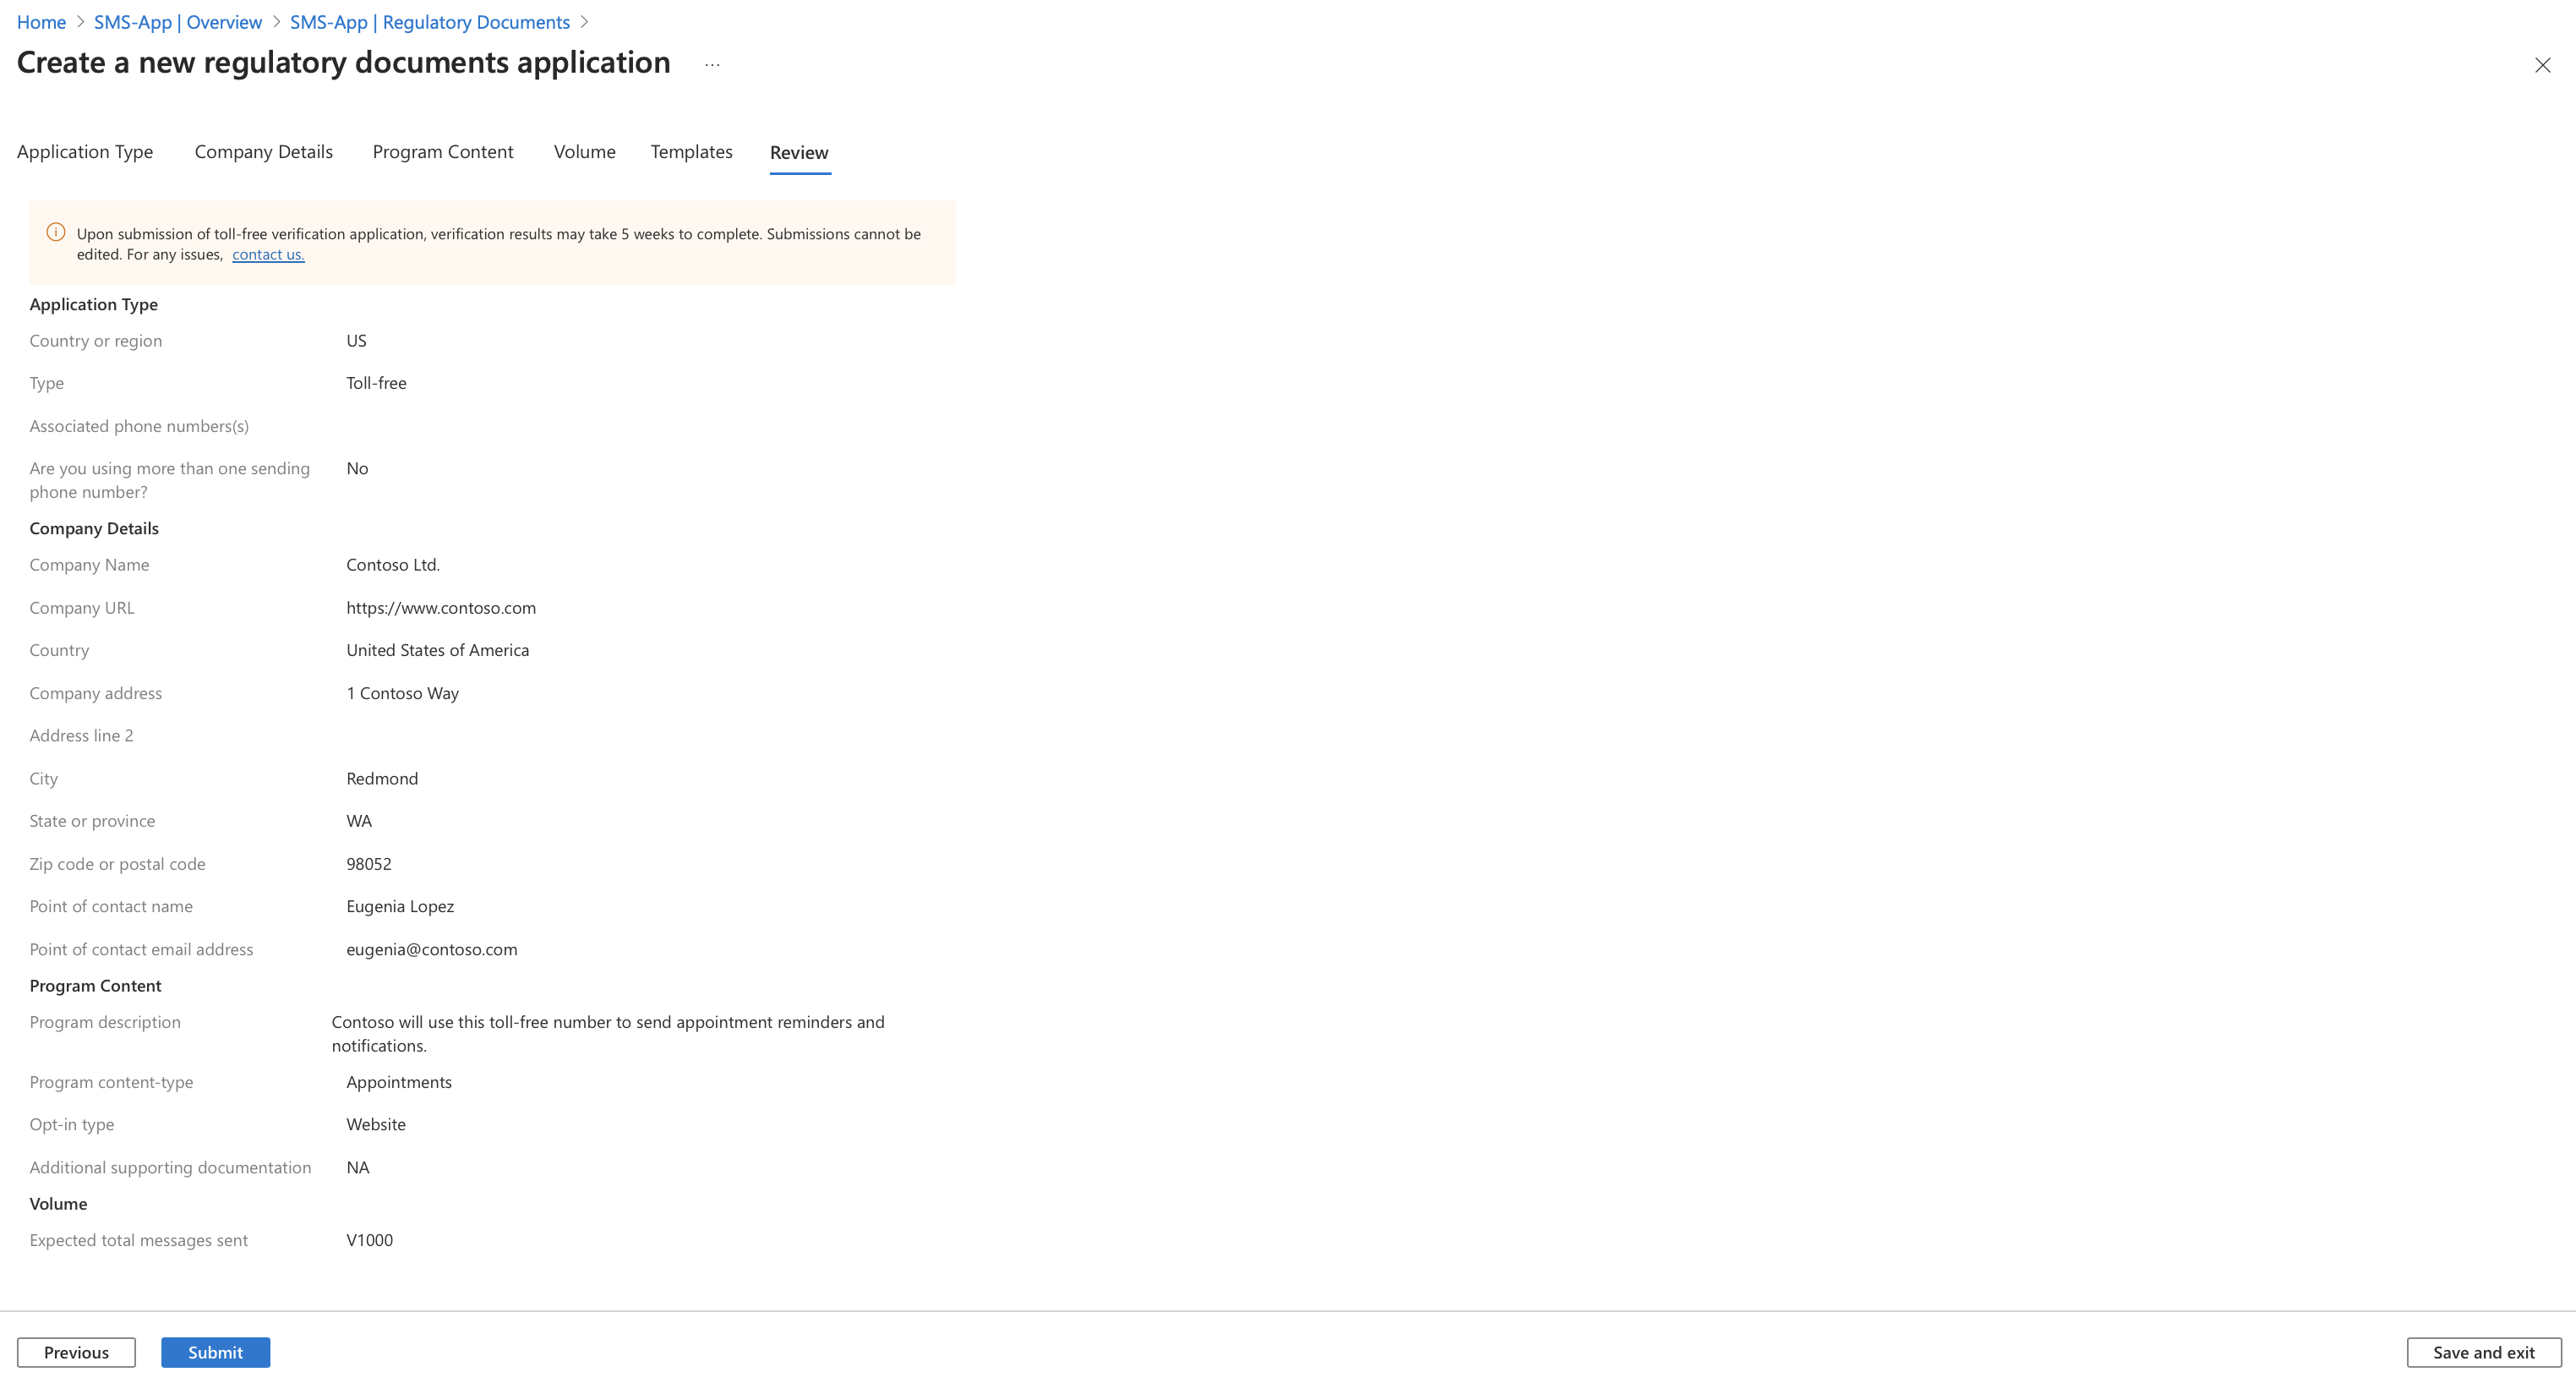 Home > SMS-App | Overview > SMS-App | Regulatory Documents >
Create a new regulatory documents application ...
Application Type Company Details Program Content Volume Templates Review
Upon submission of toll-free verification application, verification results may take 5 weeks to complete. Submissions cannot be
edited. For any issues, contact us.
Application Type
Country or region US
Type Toll-free
Associated phone numbers(s)
Are you using more than one sending No
phone number?
Company Details
Company Name Contoso Ltd.
Company URL https://www.contoso.com
Country United States of America
Company address 1 Contoso Way
Address line 2
City Redmond
State or province WA
Zip code or postal code 98052
Point of contact name Eugenia Lopez
Point of contact email address eugenia@contoso.com
Program Content
Program description Contoso will use this toll-free number to send appointment reminders and
notifications.
Program content-type Appointments
Opt-in type Website
Additional supporting documentation NA
Volume
Expected total messages sent V1000
Previous Submit Save and exit